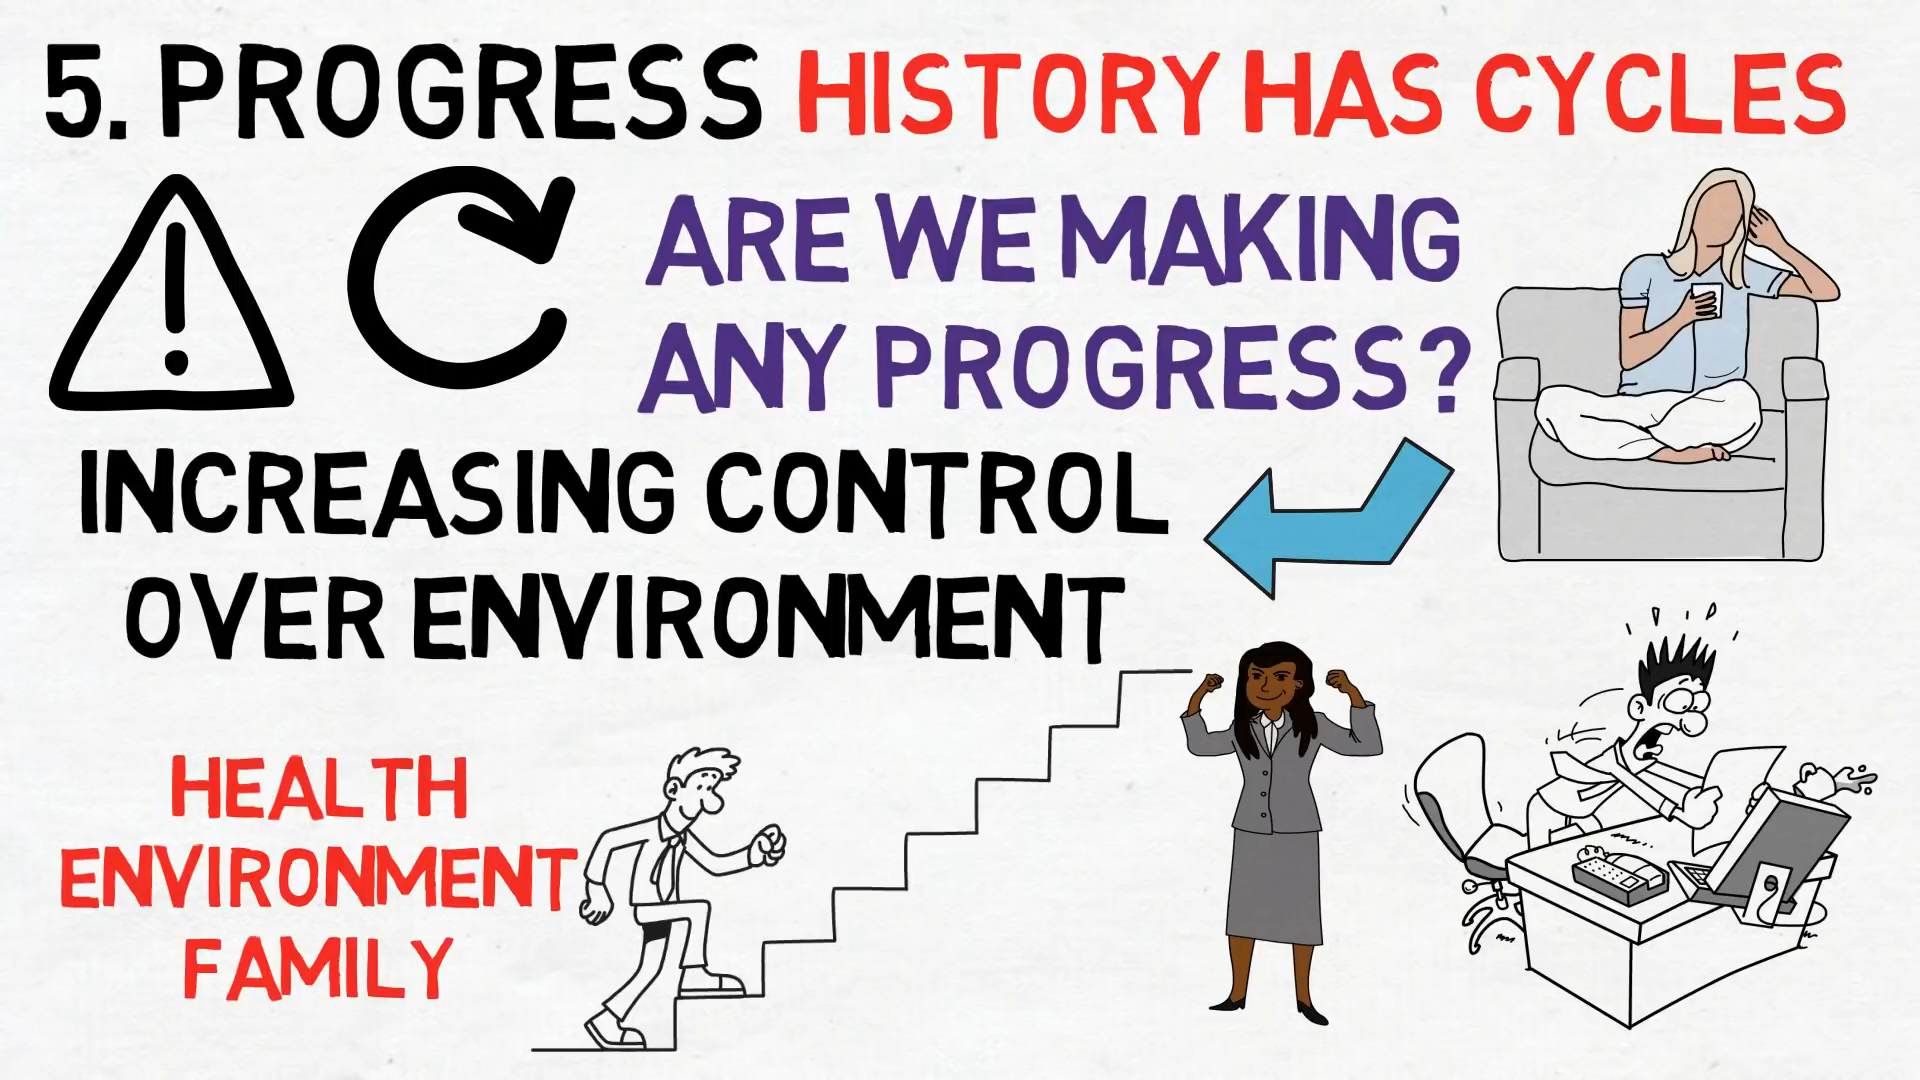 5. PROGRESS HISTORY HAS CYCLES
ARE WE MAKING
ANY PROGRESS?
INCREASING CONTROL
OVER ENVIRONMENT
HEALTH
ENVIRONMENT
FAMILY